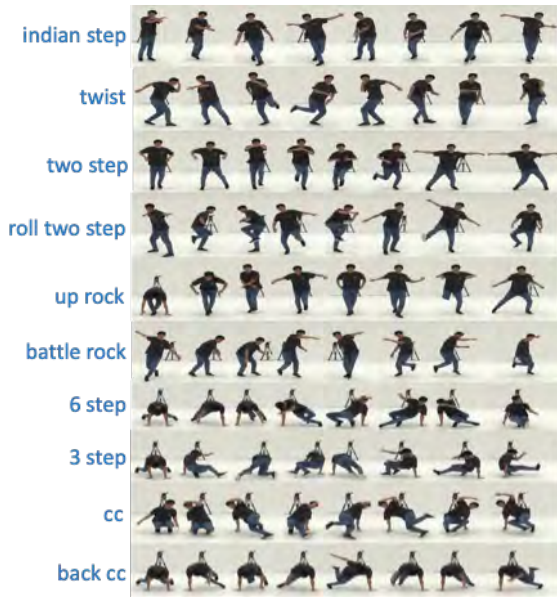 indian step
twist
two step
roll two step
up rock
battle rock
6 step
3 step
cc
back cc